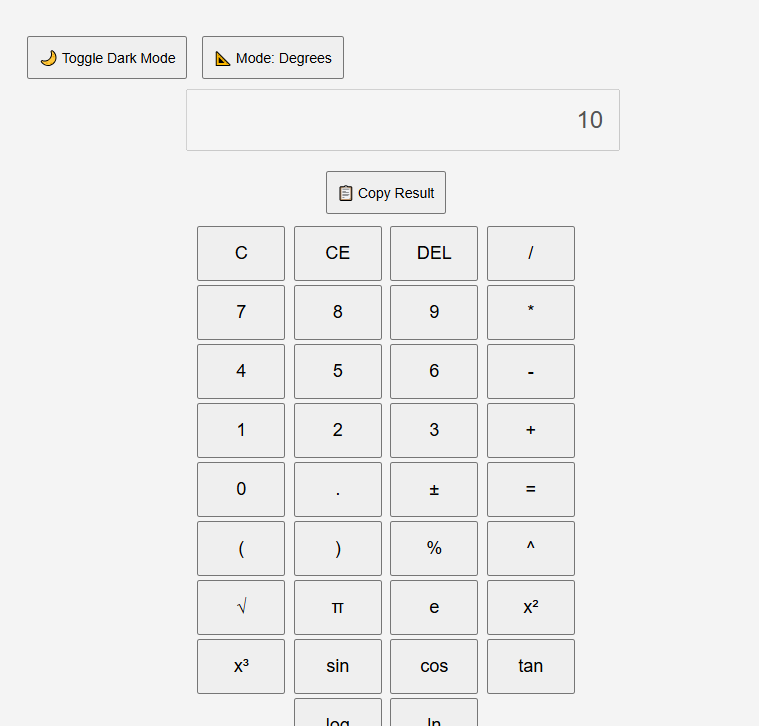 🌙 Toggle Dark Mode 📐 Mode: Degrees
10
📋 Copy Result
C CE DEL /
7 8 9 *
4 5 6 -
1 2 3 +
0 . ± =
( ) % ^
√ π e x²
x³ sin cos tan
log ln